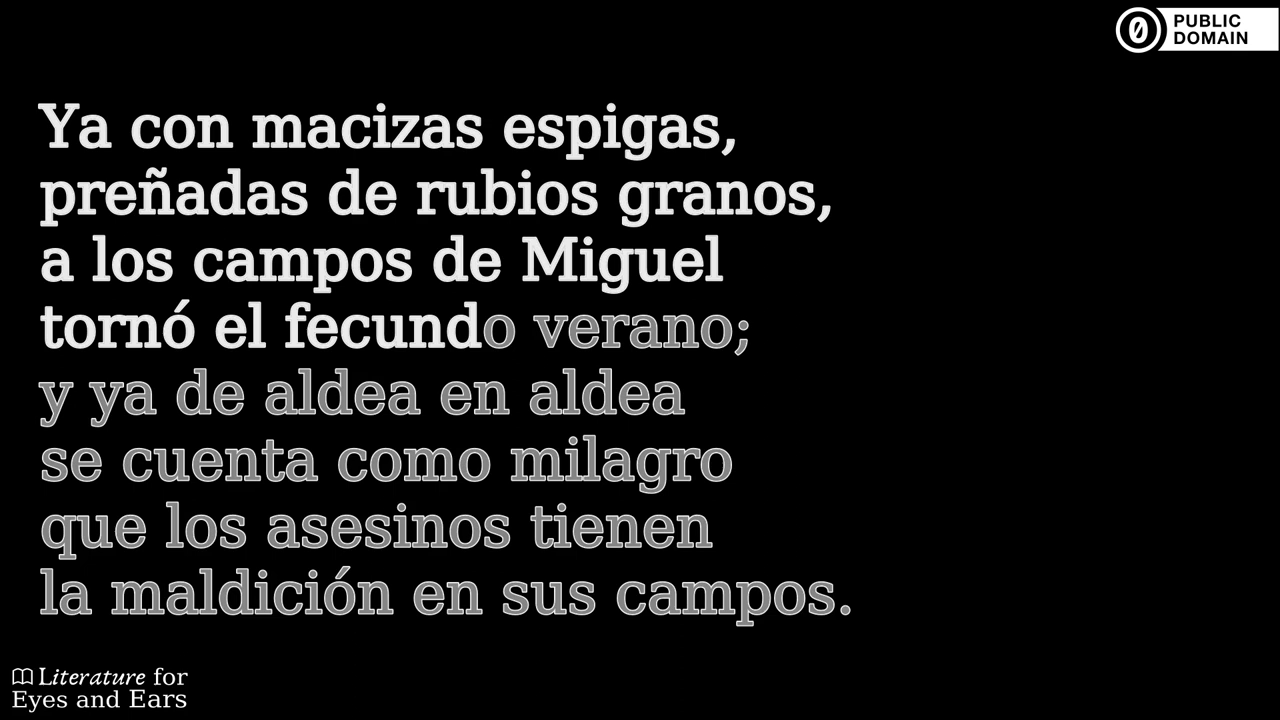 PUBLIC
DOMAIN
Ya con macizas espigas,
preñadas de rubios granos,
a los campos de Miguel
tornó el fecundo verano;
y ya de aldea en aldea
se cuenta como milagro
que los asesinos tienen
la maldición en sus campos.
Literature for
Eyes and Ears